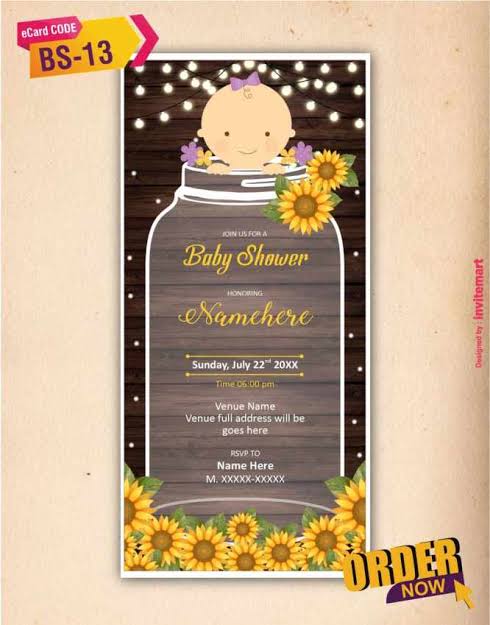 eCard CODE
BS-13
JOIN US FOR A
Baby Shower
HONORING
Namehere
Sunday, July 22nd 20XX
Time 06:00 pm
Venue Name
Venue full address will be
goes here
RSVP TO
Name Here
M. XXXXX-XXXXX
Designed by : invitemart
ORDER
NOW